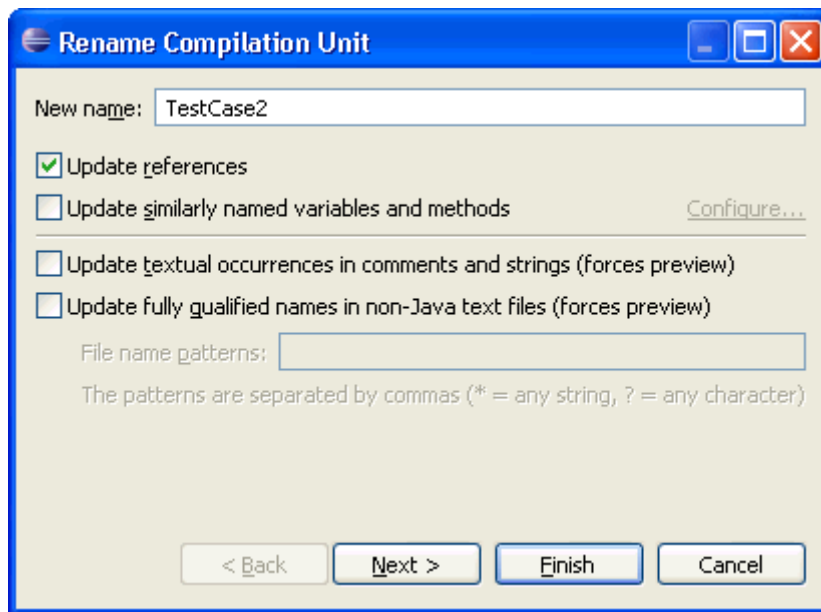 Rename Compilation Unit
New name: TestCase2
Update references
Update similarly named variables and methods Configure...
Update textual occurrences in comments and strings (forces preview)
Update fully qualified names in non-Java text files (forces preview)
File name patterns:
The patterns are separated by commas (* = any string, ? = any character)
< Back Next > Finish Cancel